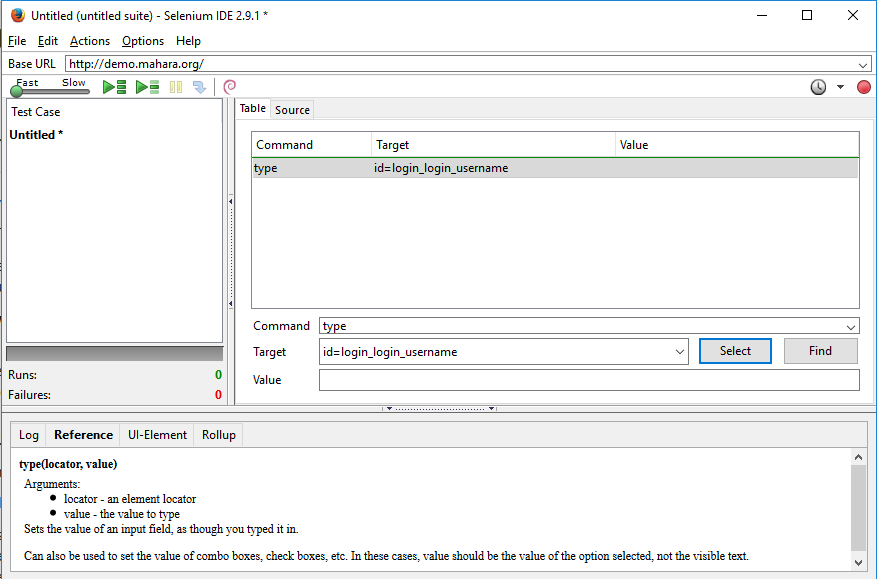 Untitled (untitled suite) - Selenium IDE 2.9.1 *
File Edit Actions Options Help
Base URL http://demo.mahara.org/
Fast Slow
Test Case
Untitled *
Runs: 0
Failures: 0
Table Source
Command Target Value
type id=login_login_username
Command type
Target id=login_login_username Select Find
Value
Log Reference UI-Element Rollup
type(locator, value)
Arguments:
● locator - an element locator
● value - the value to type
Sets the value of an input field, as though you typed it in.
Can also be used to set the value of combo boxes, check boxes, etc. In these cases, value should be the value of the option selected, not the visible text.